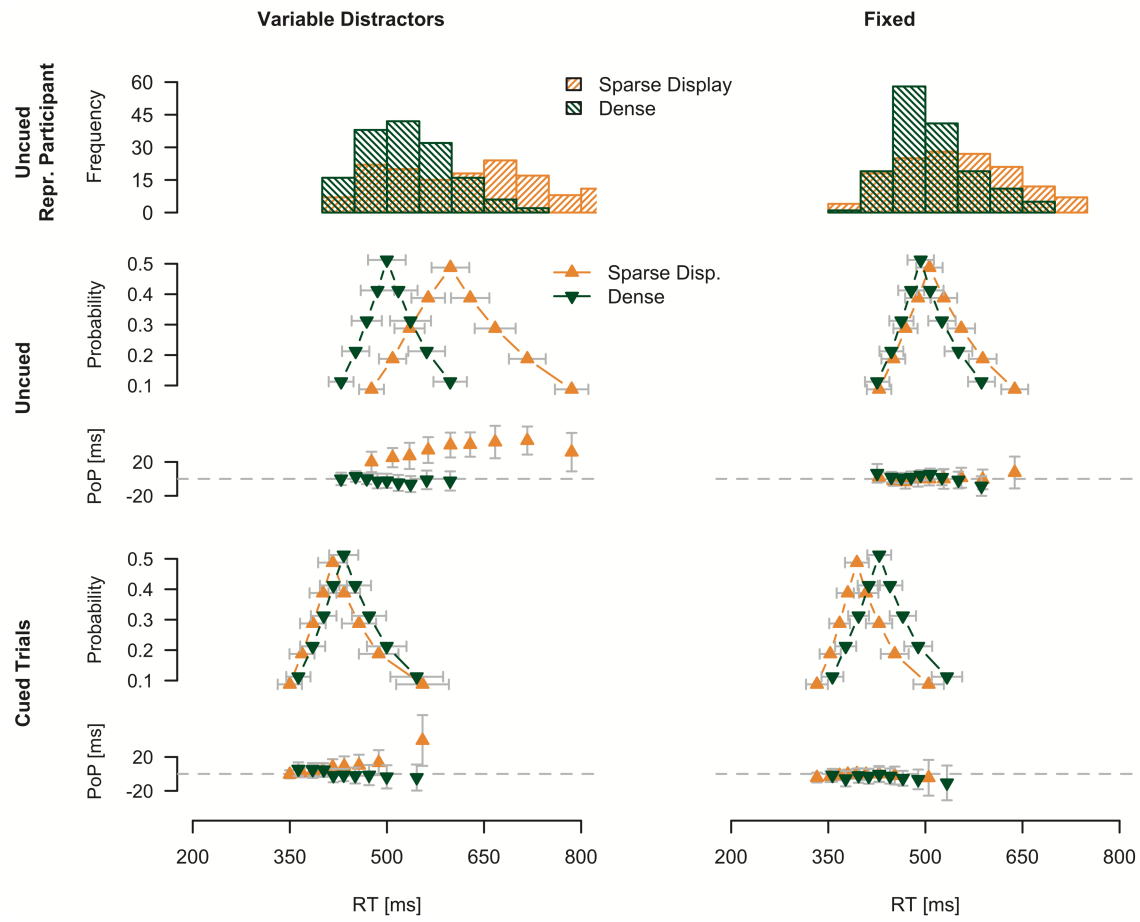 Variable Distractors
Fixed
Uncued
Repr. Participant
Frequency
60
45
30
15
0
Sparse Display
Dense
Uncued
Probability
0.5
0.4
0.3
0.2
0.1
Sparse Disp.
Dense
PoP [ms]
20
-20
Cued Trials
Probability
0.5
0.4
0.3
0.2
0.1
PoP [ms]
20
-20
200 350 500 650 800
200 350 500 650 800
RT [ms]
RT [ms]